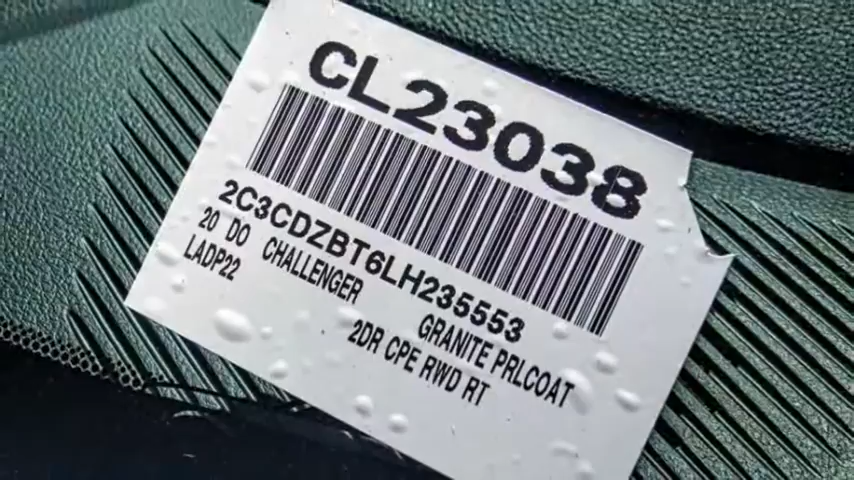 CL23038
2C3CDZBT6LH235553
20 DO CHALLENGER
LADP22
GRANITE PRLCOAT
2DR CPE RWD RT